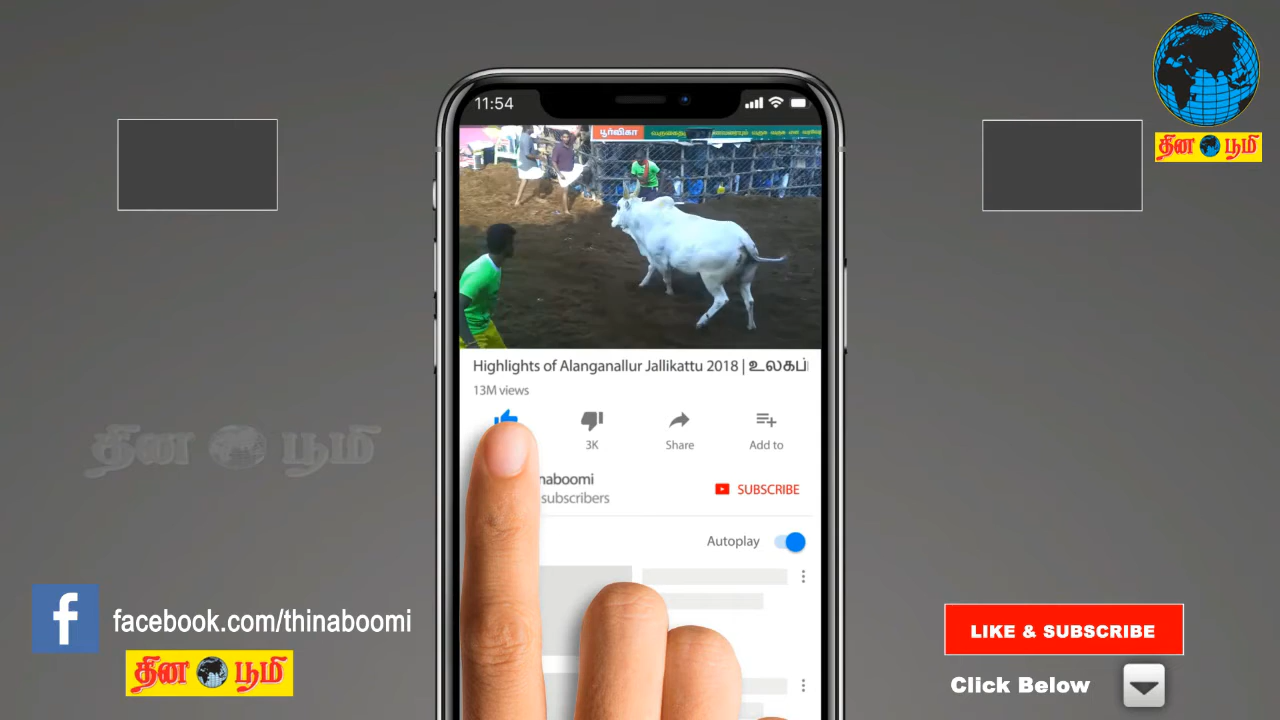 தின பூமி
11:54
பூர்விகா
Highlights of Alanganallur Jallikattu 2018 | உலகப்
13M views
3K
Share
Add to
naboomi
subscribers
SUBSCRIBE
Autoplay
தின பூமி
facebook.com/thinaboomi
தின பூமி
LIKE & SUBSCRIBE
Click Below